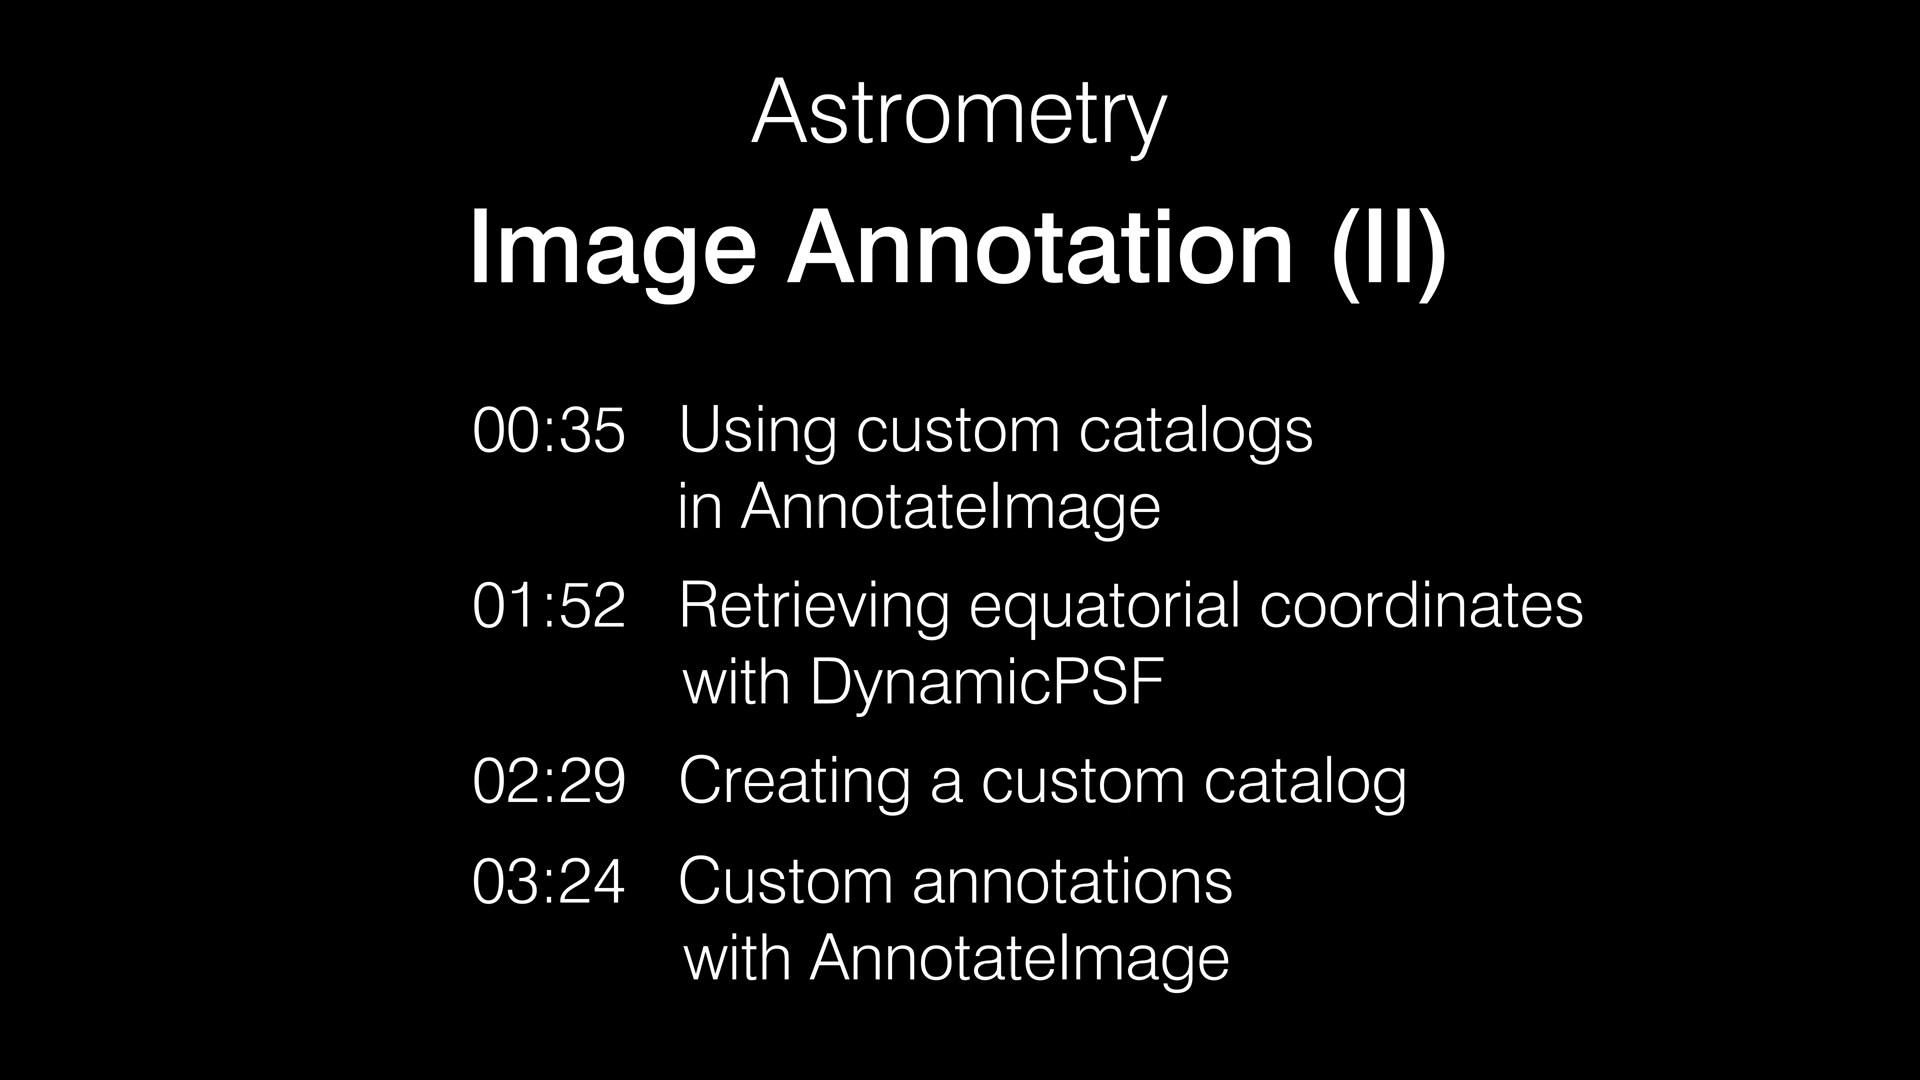 Astrometry
Image Annotation (II)
00:35 Using custom catalogs
in AnnotateImage
01:52 Retrieving equatorial coordinates
with DynamicPSF
02:29 Creating a custom catalog
03:24 Custom annotations
with AnnotateImage